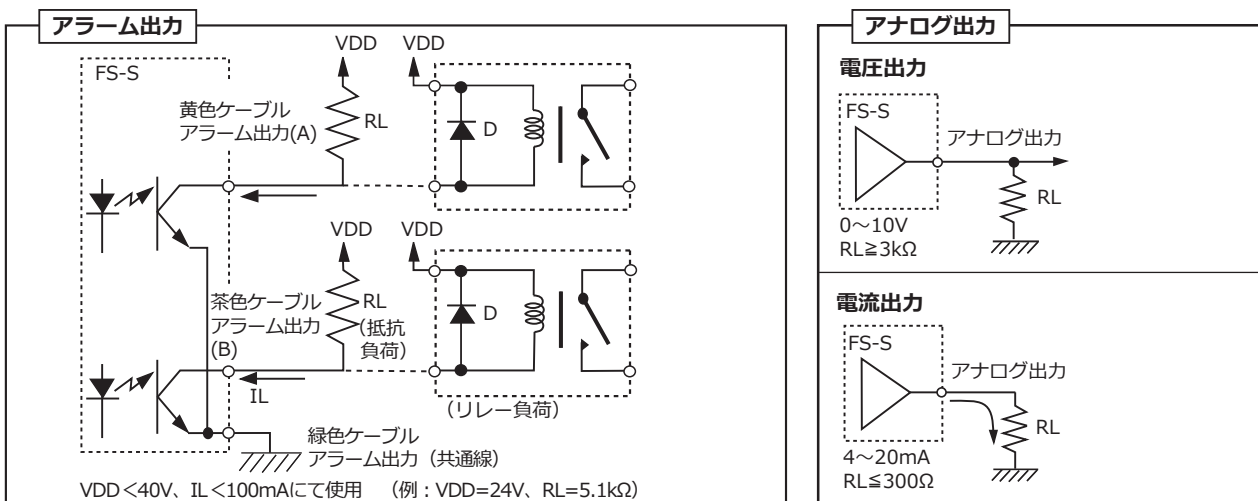 アラーム出力
FS-S
VDD
VDD
黄色ケーブル
アラーム出力(A)
RL
D
VDD
VDD
茶色ケーブル
アラーム出力
(B)
RL
(抵抗
負荷)
D
IL
(リレー負荷)
緑色ケーブル
アラーム出力（共通線）
VDD＜40V、IL＜100mAにて使用　（例：VDD=24V、RL=5.1kΩ）
アナログ出力
電圧出力
FS-S
アナログ出力
RL
0～10V
RL≧3kΩ
電流出力
FS-S
アナログ出力
RL
4～20mA
RL≦300Ω